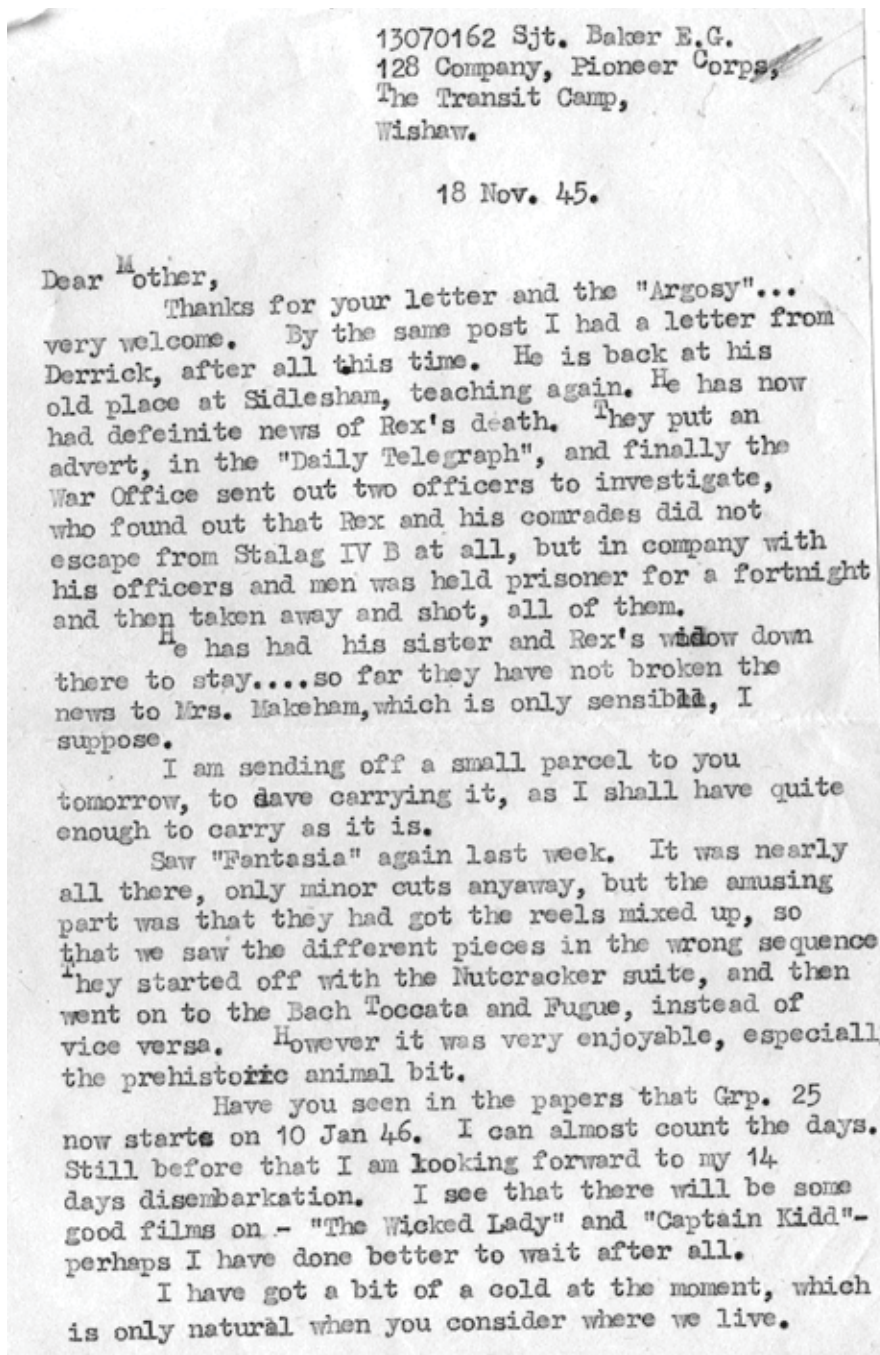 13070162 Sjt. Baker E.G.
128 Company, Pioneer Corps,
The Transit Camp,
Wishaw.
18 Nov. 45.
Dear Mother,
Thanks for your letter and the "Argosy"...
very welcome. By the same post I had a letter from
Derrick, after all this time. He is back at his
old place at Sidlesham, teaching again. He has now
had defeinite news of Rex's death. They put an
advert, in the "Daily Telegraph", and finally the
War Office sent out two officers to investigate,
who found out that Rex and his comrades did not
escape from Stalag IV B at all, but in company with
his officers and men was held prisoner for a fortnight
and then taken away and shot, all of them.
He has had his sister and Rex's widow down
there to stay....so far they have not broken the
news to Mrs. Makeham,which is only sensibll, I
suppose.
I am sending off a small parcel to you
tomorrow, to dave carrying it, as I shall have quite
enough to carry as it is.
Saw "Fantasia" again last week. It was nearly
all there, only minor cuts anyaway, but the amusing
part was that they had got the reels mixed up, so
that we saw the different pieces in the wrong sequence
They started off with the Nutcracker suite, and then
went on to the Bach Toccata and Fugue, instead of
vice versa. However it was very enjoyable, especiall
the prehistoric animal bit.
Have you seen in the papers that Grp. 25
now starts on 10 Jan 46. I can almost count the days.
Still before that I am looking forward to my 14
days disembarkation. I see that there will be some
good films on - "The Wicked Lady" and "Captain Kidd"-
perhaps I have done better to wait after all.
I have got a bit of a cold at the moment, which
is only natural when you consider where we live.